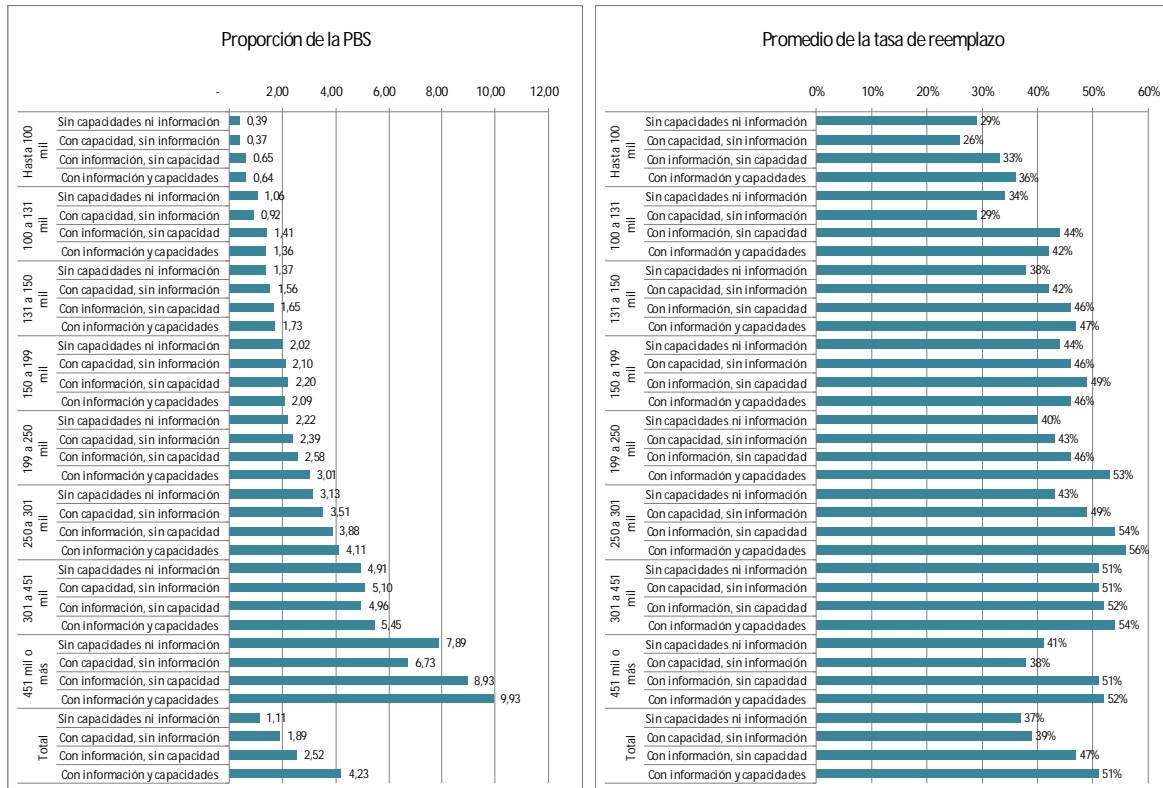 Proporción de la PBS
- 2,00 4,00 6,00 8,00 10,00 12,00
Hasta 100 mil
Sin capacidades ni información 0,39
Con capacidad, sin información 0,37
Con información, sin capacidad 0,65
Con información y capacidades 0,64
100 a 131 mil
Sin capacidades ni información 1,06
Con capacidad, sin información 0,92
Con información, sin capacidad 1,41
Con información y capacidades 1,36
131 a 150 mil
Sin capacidades ni información 1,37
Con capacidad, sin información 1,56
Con información, sin capacidad 1,65
Con información y capacidades 1,73
150 a 199 mil
Sin capacidades ni información 2,02
Con capacidad, sin información 2,10
Con información, sin capacidad 2,20
Con información y capacidades 2,09
199 a 250 mil
Sin capacidades ni información 2,22
Con capacidad, sin información 2,39
Con información, sin capacidad 2,58
Con información y capacidades 3,01
250 a 301 mil
Sin capacidades ni información 3,13
Con capacidad, sin información 3,51
Con información, sin capacidad 3,88
Con información y capacidades 4,11
301 a 451 mil
Sin capacidades ni información 4,91
Con capacidad, sin información 5,10
Con información, sin capacidad 4,96
Con información y capacidades 5,45
451 mil o más
Sin capacidades ni información 7,89
Con capacidad, sin información 6,73
Con información, sin capacidad 8,93
Con información y capacidades 9,93
Total
Sin capacidades ni información 1,11
Con capacidad, sin información 1,89
Con información, sin capacidad 2,52
Con información y capacidades 4,23
Promedio de la tasa de reemplazo
0% 10% 20% 30% 40% 50% 60%
Hasta 100 mil
Sin capacidades ni información 29%
Con capacidad, sin información 26%
Con información, sin capacidad 33%
Con información y capacidades 36%
100 a 131 mil
Sin capacidades ni información 34%
Con capacidad, sin información 29%
Con información, sin capacidad 44%
Con información y capacidades 42%
131 a 150 mil
Sin capacidades ni información 38%
Con capacidad, sin información 42%
Con información, sin capacidad 46%
Con información y capacidades 47%
150 a 199 mil
Sin capacidades ni información 44%
Con capacidad, sin información 46%
Con información, sin capacidad 49%
Con información y capacidades 46%
199 a 250 mil
Sin capacidades ni información 40%
Con capacidad, sin información 43%
Con información, sin capacidad 46%
Con información y capacidades 53%
250 a 301 mil
Sin capacidades ni información 43%
Con capacidad, sin información 49%
Con información, sin capacidad 54%
Con información y capacidades 56%
301 a 451 mil
Sin capacidades ni información 51%
Con capacidad, sin información 51%
Con información, sin capacidad 52%
Con información y capacidades 54%
451 mil o más
Sin capacidades ni información 41%
Con capacidad, sin información 38%
Con información, sin capacidad 51%
Con información y capacidades 52%
Total
Sin capacidades ni información 37%
Con capacidad, sin información 39%
Con información, sin capacidad 47%
Con información y capacidades 51%